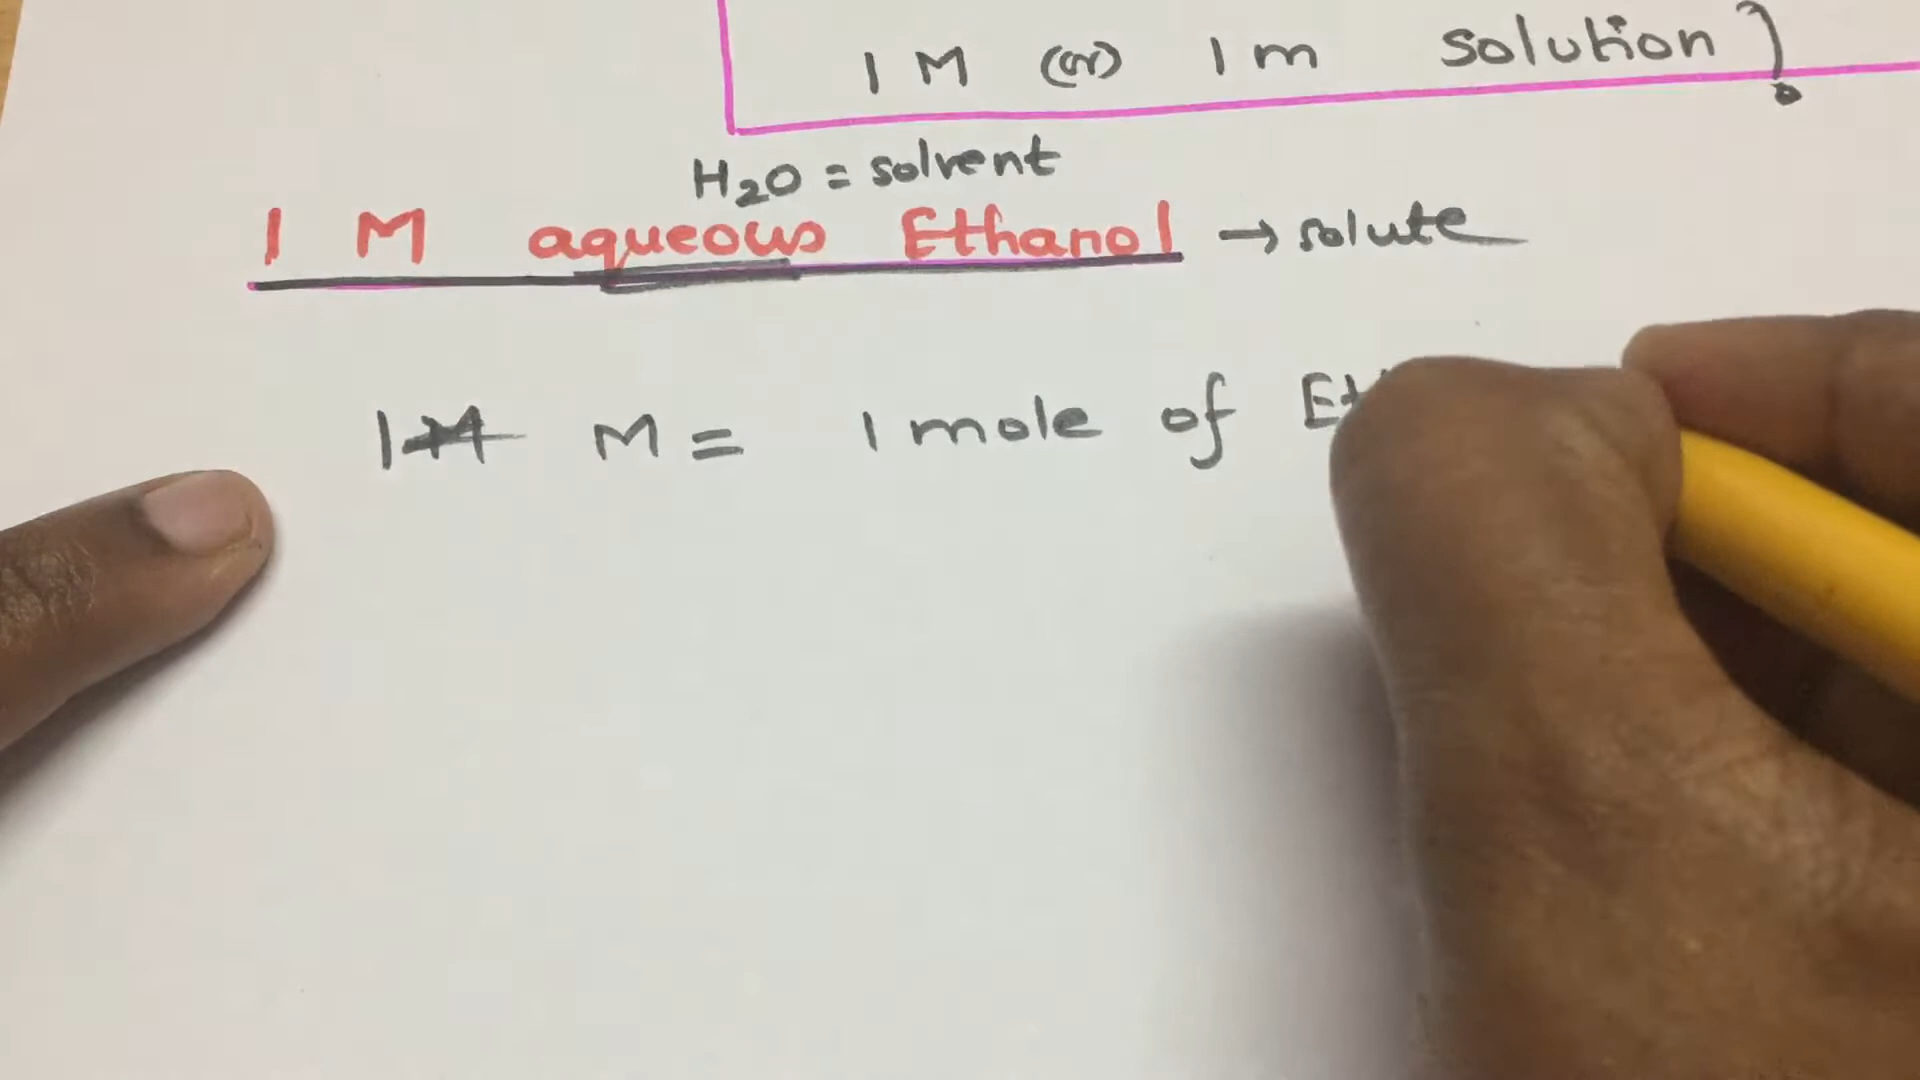 1 M (or) 1 m solution?
H₂O = solvent
1 M aqueous Ethanol → solute
1 M = 1 mole of